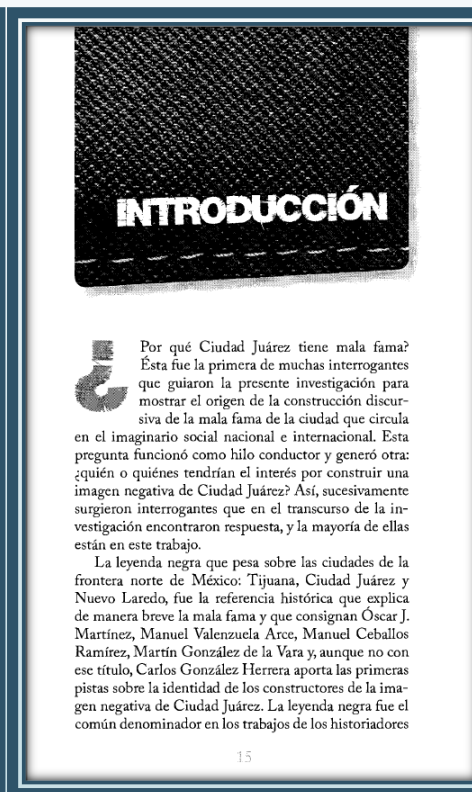 INTRODUCCIÓN
¿Por qué Ciudad Juárez tiene mala fama?
Ésta fue la primera de muchas interrogantes
que guiaron la presente investigación para
mostrar el origen de la construcción discur-
siva de la mala fama de la ciudad que circula
en el imaginario social nacional e internacional. Esta
pregunta funcionó como hilo conductor y generó otra:
¿quién o quiénes tendrían el interés por construir una
imagen negativa de Ciudad Juárez? Así, sucesivamente
surgieron interrogantes que en el transcurso de la in-
vestigación encontraron respuesta, y la mayoría de ellas
están en este trabajo.
La leyenda negra que pesa sobre las ciudades de la
frontera norte de México: Tijuana, Ciudad Juárez y
Nuevo Laredo, fue la referencia histórica que explica
de manera breve la mala fama y que consignan Óscar J.
Martínez, Manuel Valenzuela Arce, Manuel Ceballos
Ramírez, Martín González de la Vara y, aunque no con
ese título, Carlos González Herrera aporta las primeras
pistas sobre la identidad de los constructores de la ima-
gen negativa de Ciudad Juárez. La leyenda negra fue el
común denominador en los trabajos de los historiadores
15